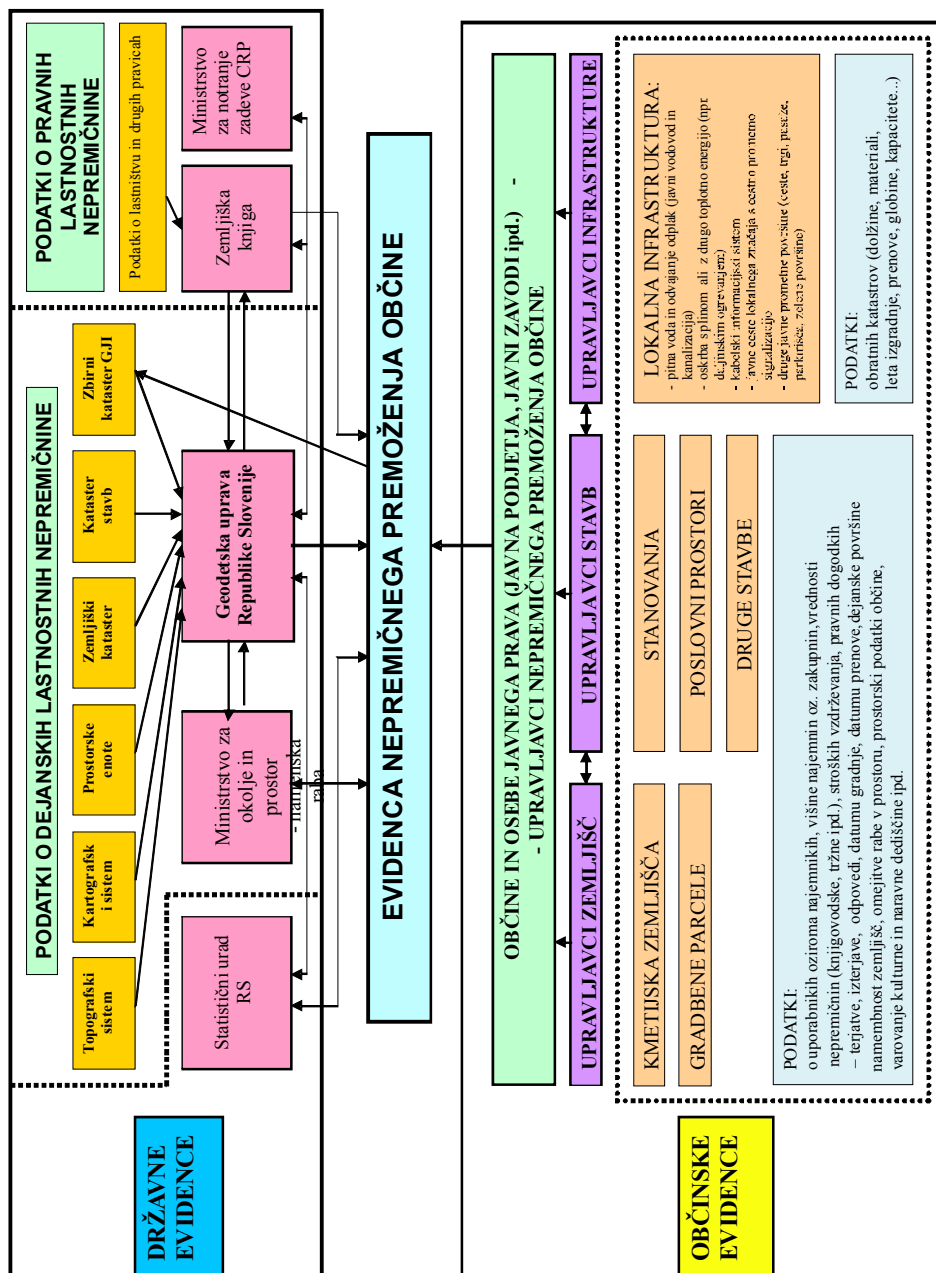 DRŽAVNE
EVIDENCE
PODATKI O DEJANSKIH LASTNOSTNIH NEPREMIČNINE
Topografski
sistem
Kartografsk
i sistem
Prostorske
enote
Zemljiški
kataster
Kataster
stavb
Zbirni
kataster GJI
PODATKI O PRAVNIH
LASTNOSTNIH
NEPREMIČNINE
Podatki o lastništvu in drugih pravicah
Statistični urad
RS
Ministrstvo za
okolje in
prostor
- namenska
raba
Geodetska uprava
Republike Slovenije
Zemljiška
knjiga
Ministrstvo
za notranje
zadeve CRP
EVIDENCA NEPREMIČNEGA PREMOŽENJA OBČINE
OBČINSKE
EVIDENCE
OBČINE IN OSEBE JAVNEGA PRAVA (JAVNA PODJETJA, JAVNI ZAVODI ipd.) -
- UPRAVLJAVCI NEPREMIČNEGA PREMOŽENJA OBČINE
UPRAVLJAVCI ZEMLJIŠČ
UPRAVLJAVCI STAVB
UPRAVLJAVCI INFRASTRUKTURE
KMETIJSKA ZEMLJIŠČA
GRADBENE PARCELE
STANOVANJA
POSLOVNI PROSTORI
DRUGE STAVBE
LOKALNA INFRASTRUKTURA:
- pitna voda in odvajanje odplak (javni vodovod in
kanalizacija)
- oskrba s plinom ali z drugo toplotno energijo (npr.
daljinskim ogrevanjem)
- kabelski informacijski sistem
- javne ceste lokalnega značaja s cestno prometno
signalizacijo
- druge javne prometne površine (ceste, trgi, pasaže,
parkirišča, zelene površine)
PODATKI:
o uporabnikih oziroma najemnikih, višine najemnin oz. zakupnin,vrednosti
nepremičnin (knjigovodske, tržne ipd.), stroških vzdrževanja, pravnih dogodkih
– terjatve, izterjave, odpovedi, datumu gradnje, datumu prenove,dejanske površine
namembnost zemljišč, omejitve rabe v prostoru, prostorski podatki občine,
varovanje kulturne in naravne dediščine ipd.
PODATKI:
obratnih katastrov (dolžine, materiali,
leta izgradnje, prenove, globine, kapacitete...)